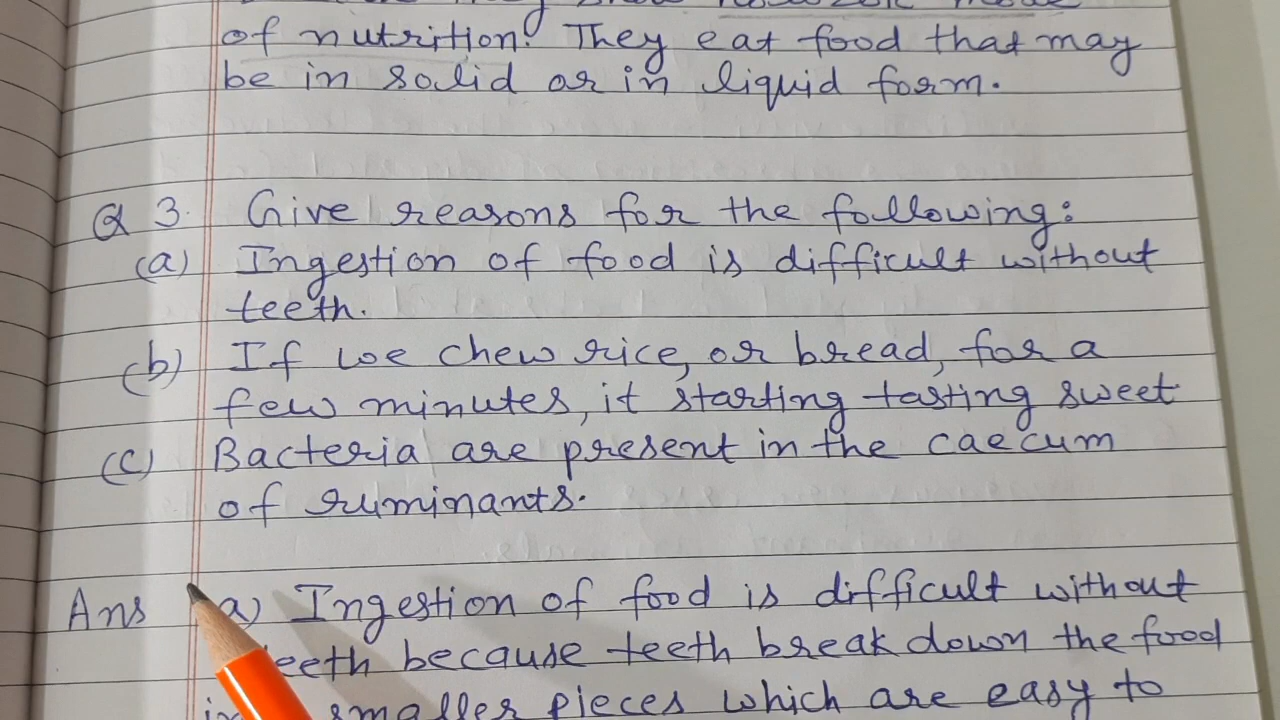 of nutrition. They eat food that may
be in solid or in liquid form.
Q 3. Give reasons for the following:
(a) Ingestion of food is difficult without
teeth.
(b) If we chew rice, or bread, for a
few minutes, it starting tasting sweet
(c) Bacteria are present in the caecum
of ruminants.
Ans a) Ingestion of food is difficult without
eeth because teeth break down the food
smaller pieces which are easy to